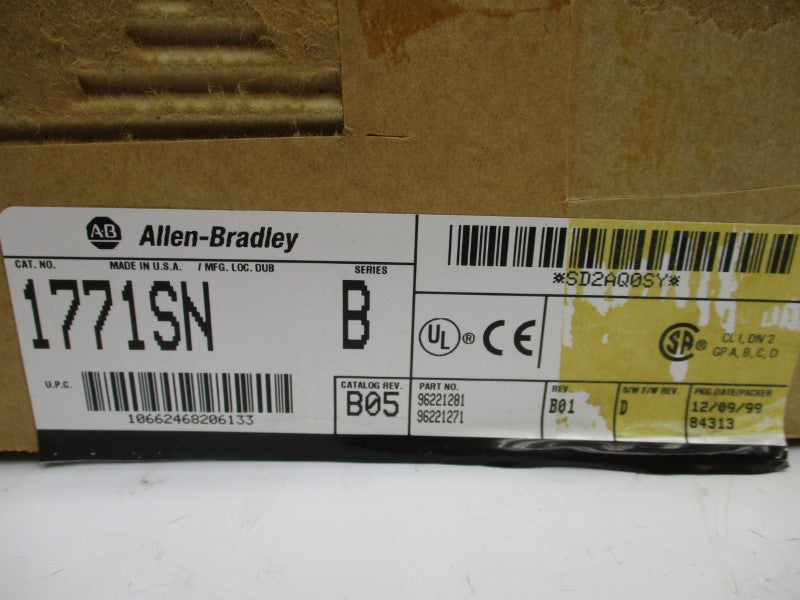 AB Allen-Bradley
CAT. NO. MADE IN U.S.A. / MFG. LOC. DUB SERIES
1771SN B
U.P.C.
10662468206133
CATALOG REV.
B05
*SD2AQ0SY*
UL ® CE
SA ® CL I, DIV 2
GP A, B, C, D
PART NO.
96221281
96221271
REV.
B01
S/W F/W REV.
D
PKG DATE/PACKER
12/09/99
84313